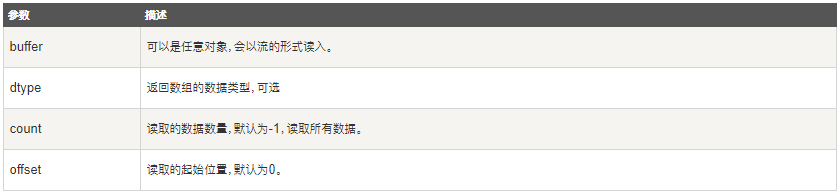 参数 描述
buffer 可以是任意对象，会以流的形式读入。
dtype 返回数组的数据类型，可选
count 读取的数据数量，默认为-1，读取所有数据。
offset 读取的起始位置，默认为0。